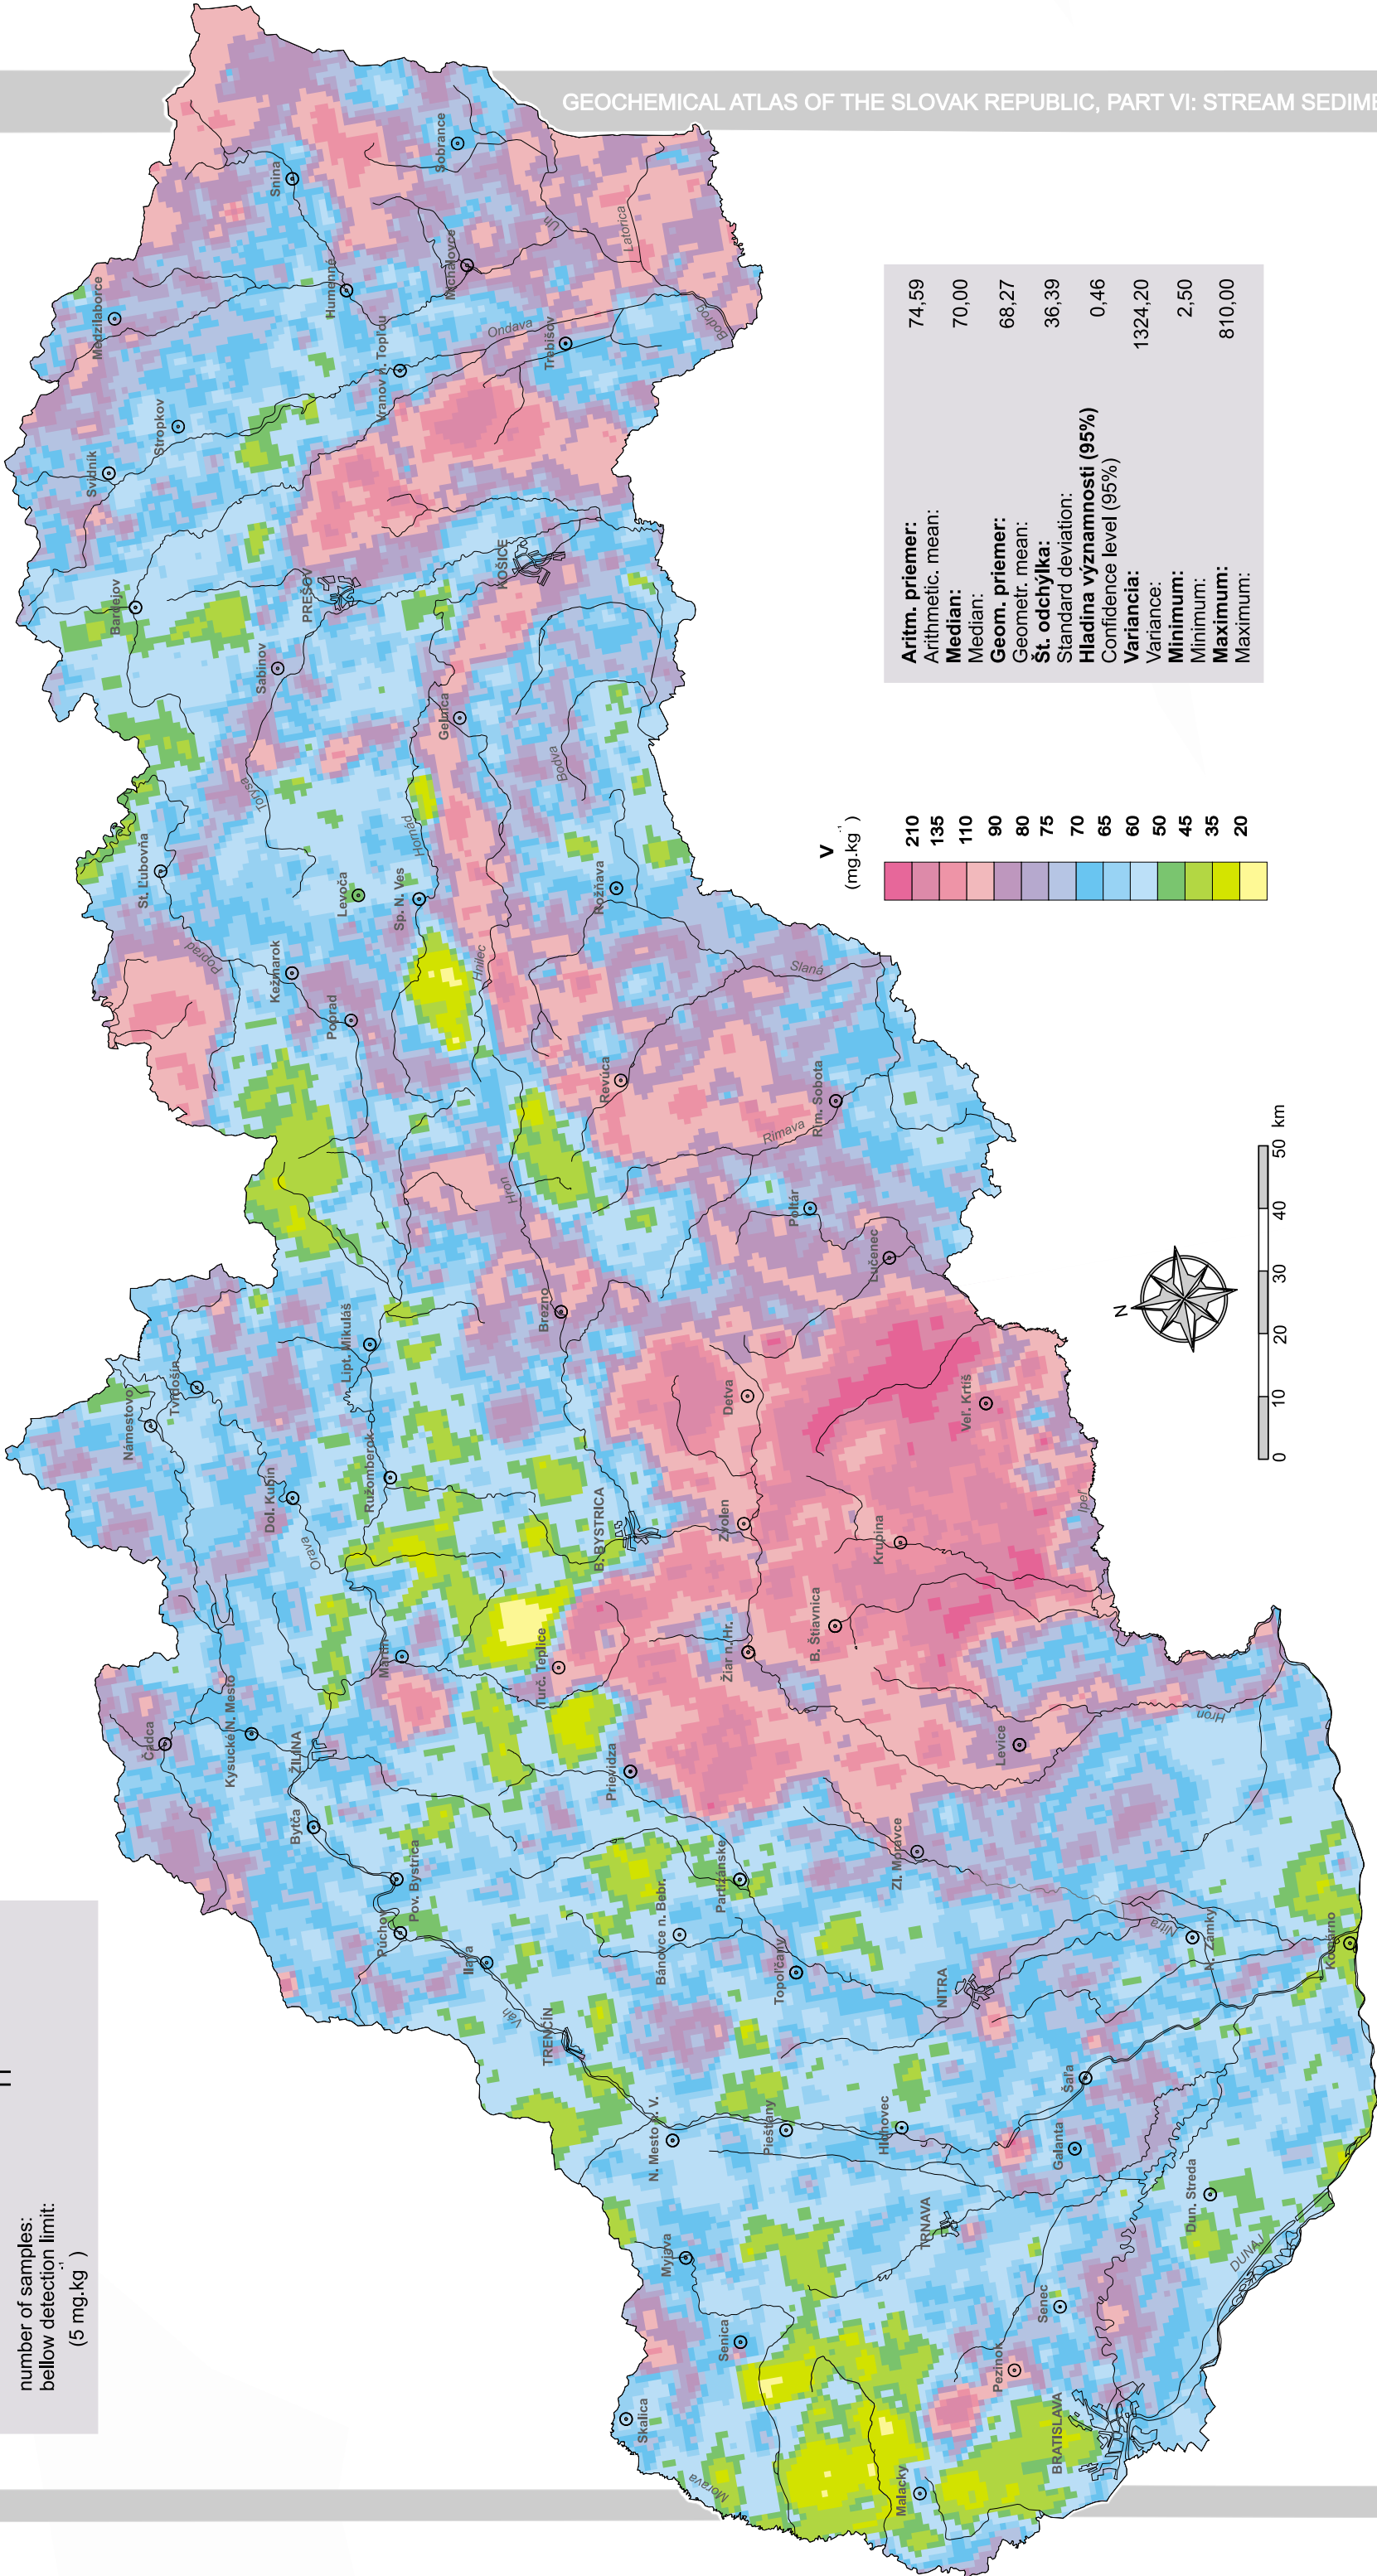 GEOCHEMICAL ATLAS OF THE SLOVAK REPUBLIC, PART VI: STREAM SEDIME
number of samples:
bellow detection limit:
(5 mg.kg⁻¹ )
Skalica
Senica
Malacky
Morava
BRATISLAVA
Pezinok
Senec
Myjava
TRNAVA
Dun. Streda
DUNAJ
Galanta
Šaľa
Hlohovec
Piešťany
N. Mesto n. V.
TRENČÍN
Váh
Ilava
Púchov
Pov. Bystrica
Bytča
ŽILINA
Kysucké N. Mesto
Čadca
Bánovce n. Bebr.
Topoľčany
Partizánske
NITRA
Nitra
N. Zámky
Komárno
Zl. Moravce
Levice
Hron
Prievidza
Turč. Teplice
Martin
Žiar n. Hr.
B. Štiavnica
Krupina
Zvolen
Detva
B. BYSTRICA
Ružomberok
Dol. Kubín
Orava
Námestovo
Tvrdošín
Lipt. Mikuláš
Brezno
Hron
Veľ. Krtíš
Ipeľ
Lučenec
Poltár
Rimava
Rim. Sobota
Revúca
Slaná
Rožňava
Poprad
Kežmarok
Poprad
Hnilec
Sp. N. Ves
Levoča
St. Ľubovňa
Hornád
Torysa
Gelnica
Bodva
Sabinov
PREŠOV
KOŠICE
Bardejov
Svidník
Stropkov
Medzilaborce
Vranov n. Topľou
Humenné
Ondava
Trebišov
Michalovce
Snina
Sobrance
Uh
Latorica
Bodrog
V
(mg.kg⁻¹ )
210
135
110
90
80
75
70
65
60
50
45
35
20
N
0 10 20 30 40 50 km
Aritm. priemer:
Arithmetic. mean: 74,59
Median:
Median: 70,00
Geom. priemer:
Geometr. mean: 68,27
Št. odchýlka:
Standard deviation: 36,39
Hladina významnosti (95%)
Confidence level (95%) 0,46
Variancia:
Variance: 1324,20
Minimum:
Minimum: 2,50
Maximum:
Maximum: 810,00